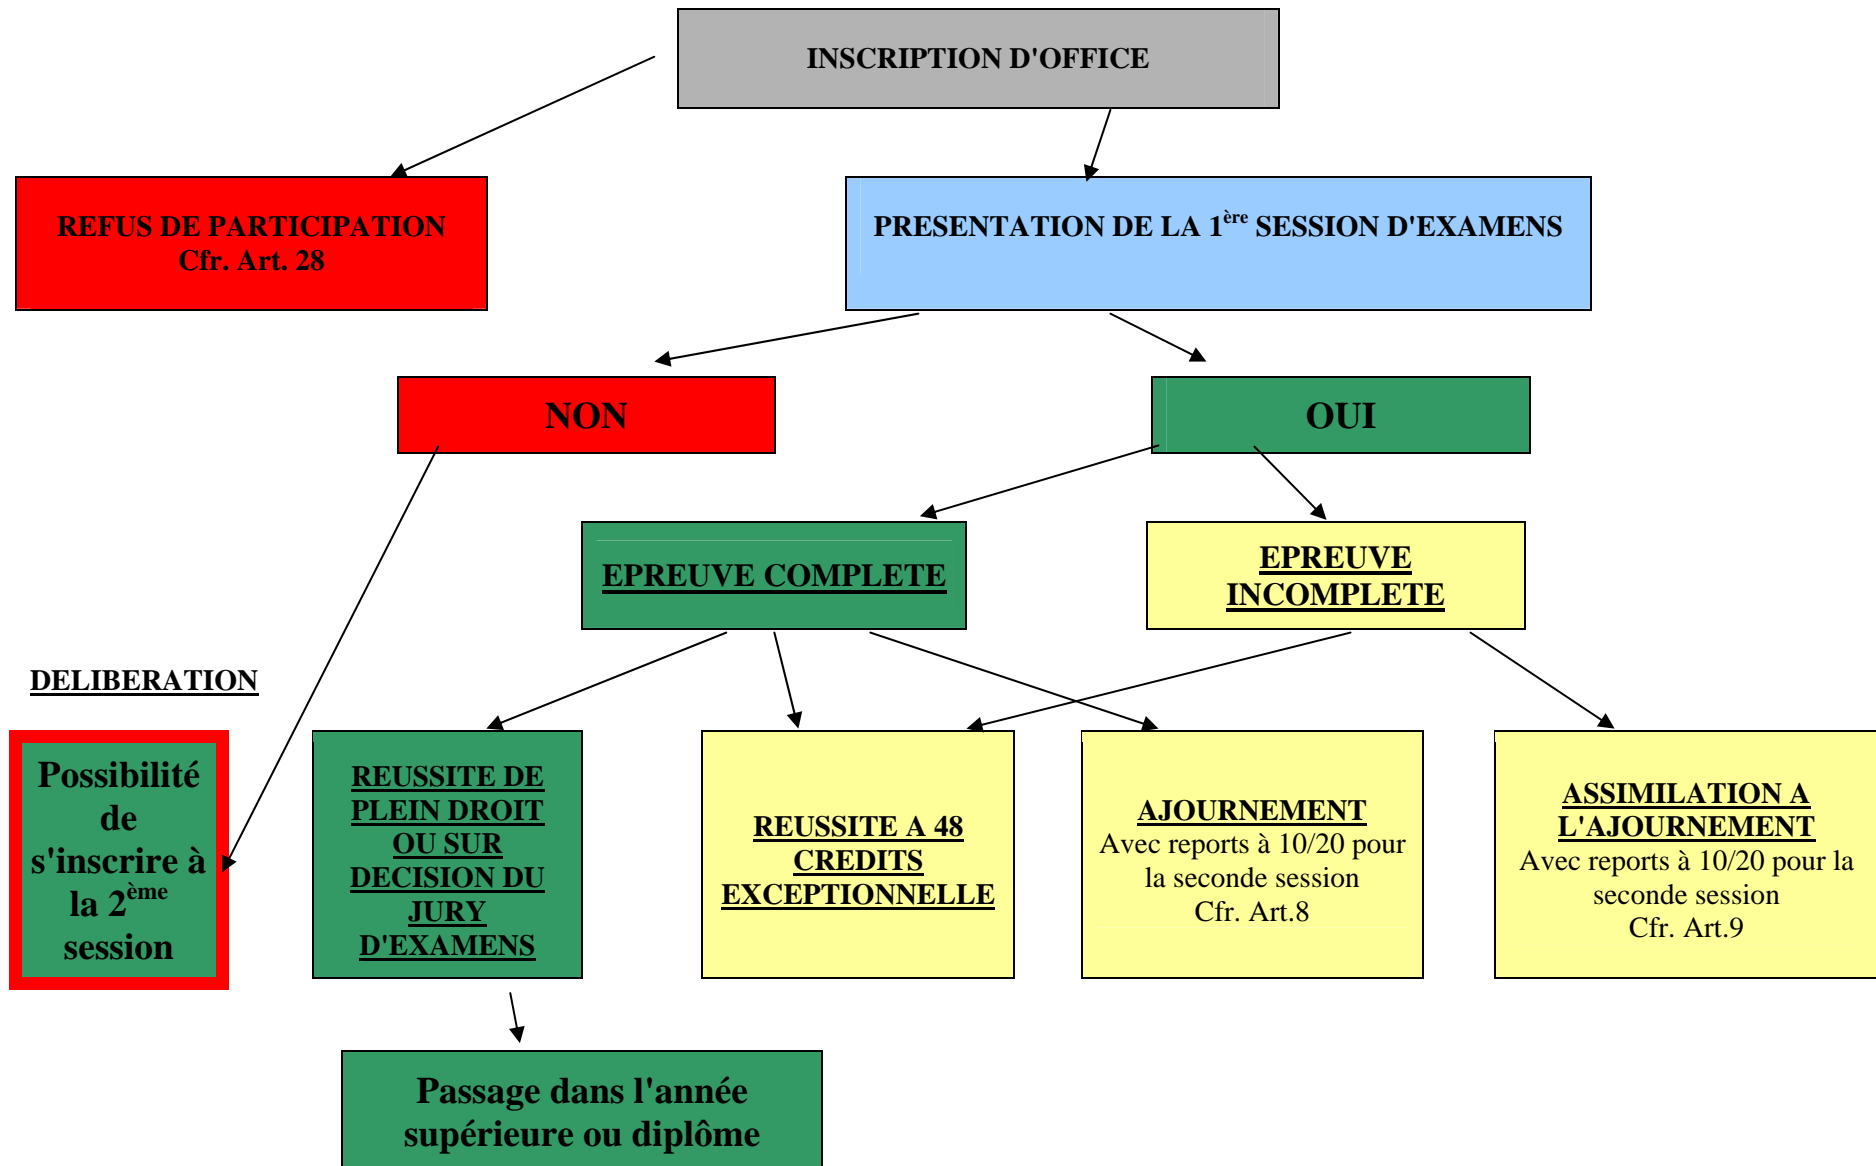 INSCRIPTION D'OFFICE
REFUS DE PARTICIPATION
Cfr. Art. 28
PRESENTATION DE LA 1ère SESSION D'EXAMENS
NON
OUI
EPREUVE COMPLETE
EPREUVE
INCOMPLETE
DELIBERATION
Possibilité
de
s'inscrire à
la 2ème
session
REUSSITE DE
PLEIN DROIT
OU SUR
DECISION DU
JURY
D'EXAMENS
REUSSITE A 48
CREDITS
EXCEPTIONNELLE
AJOURNEMENT
Avec reports à 10/20 pour
la seconde session
Cfr. Art.8
ASSIMILATION A
L'AJOURNEMENT
Avec reports à 10/20 pour la
seconde session
Cfr. Art.9
Passage dans l'année
supérieure ou diplôme